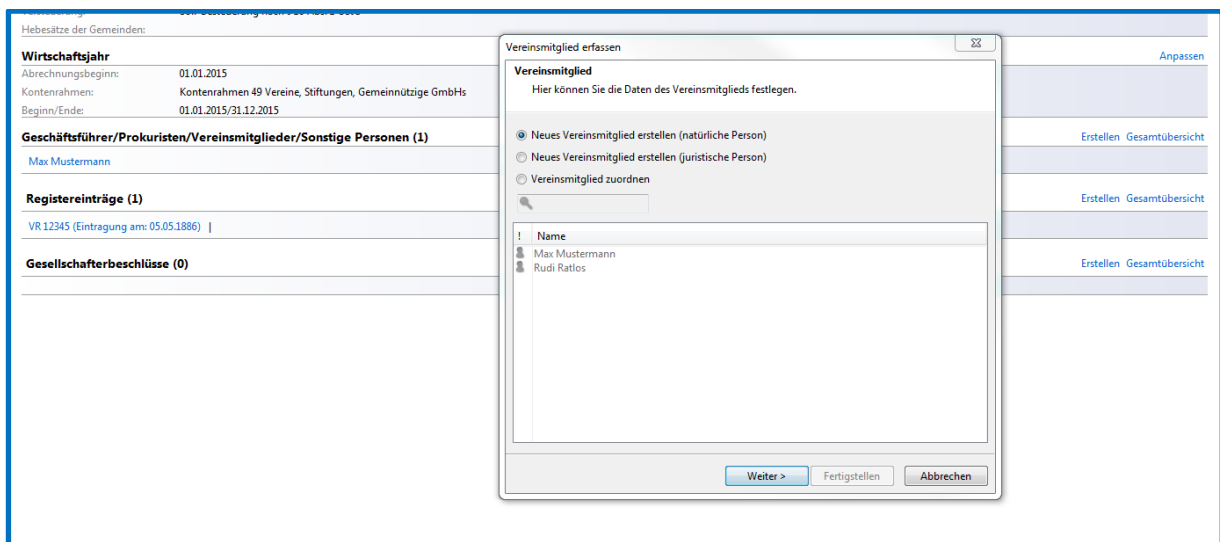 Hebesätze der Gemeinden:
Wirtschaftsjahr
Anpassen
Abrechnungsbeginn: 01.01.2015
Kontenrahmen: Kontenrahmen 49 Vereine, Stiftungen, Gemeinnützige GmbHs
Beginn/Ende: 01.01.2015/31.12.2015
Geschäftsführer/Prokuristen/Vereinsmitglieder/Sonstige Personen (1)
Erstellen Gesamtübersicht
Max Mustermann
Registereinträge (1)
Erstellen Gesamtübersicht
VR 12345 (Eintragung am: 05.05.1886) |
Gesellschafterbeschlüsse (0)
Erstellen Gesamtübersicht
Vereinsmitglied erfassen
Vereinsmitglied
Hier können Sie die Daten des Vereinsmitglieds festlegen.
Neues Vereinsmitglied erstellen (natürliche Person)
Neues Vereinsmitglied erstellen (juristische Person)
Vereinsmitglied zuordnen
! Name
Max Mustermann
Rudi Ratlos
Weiter > Fertigstellen Abbrechen